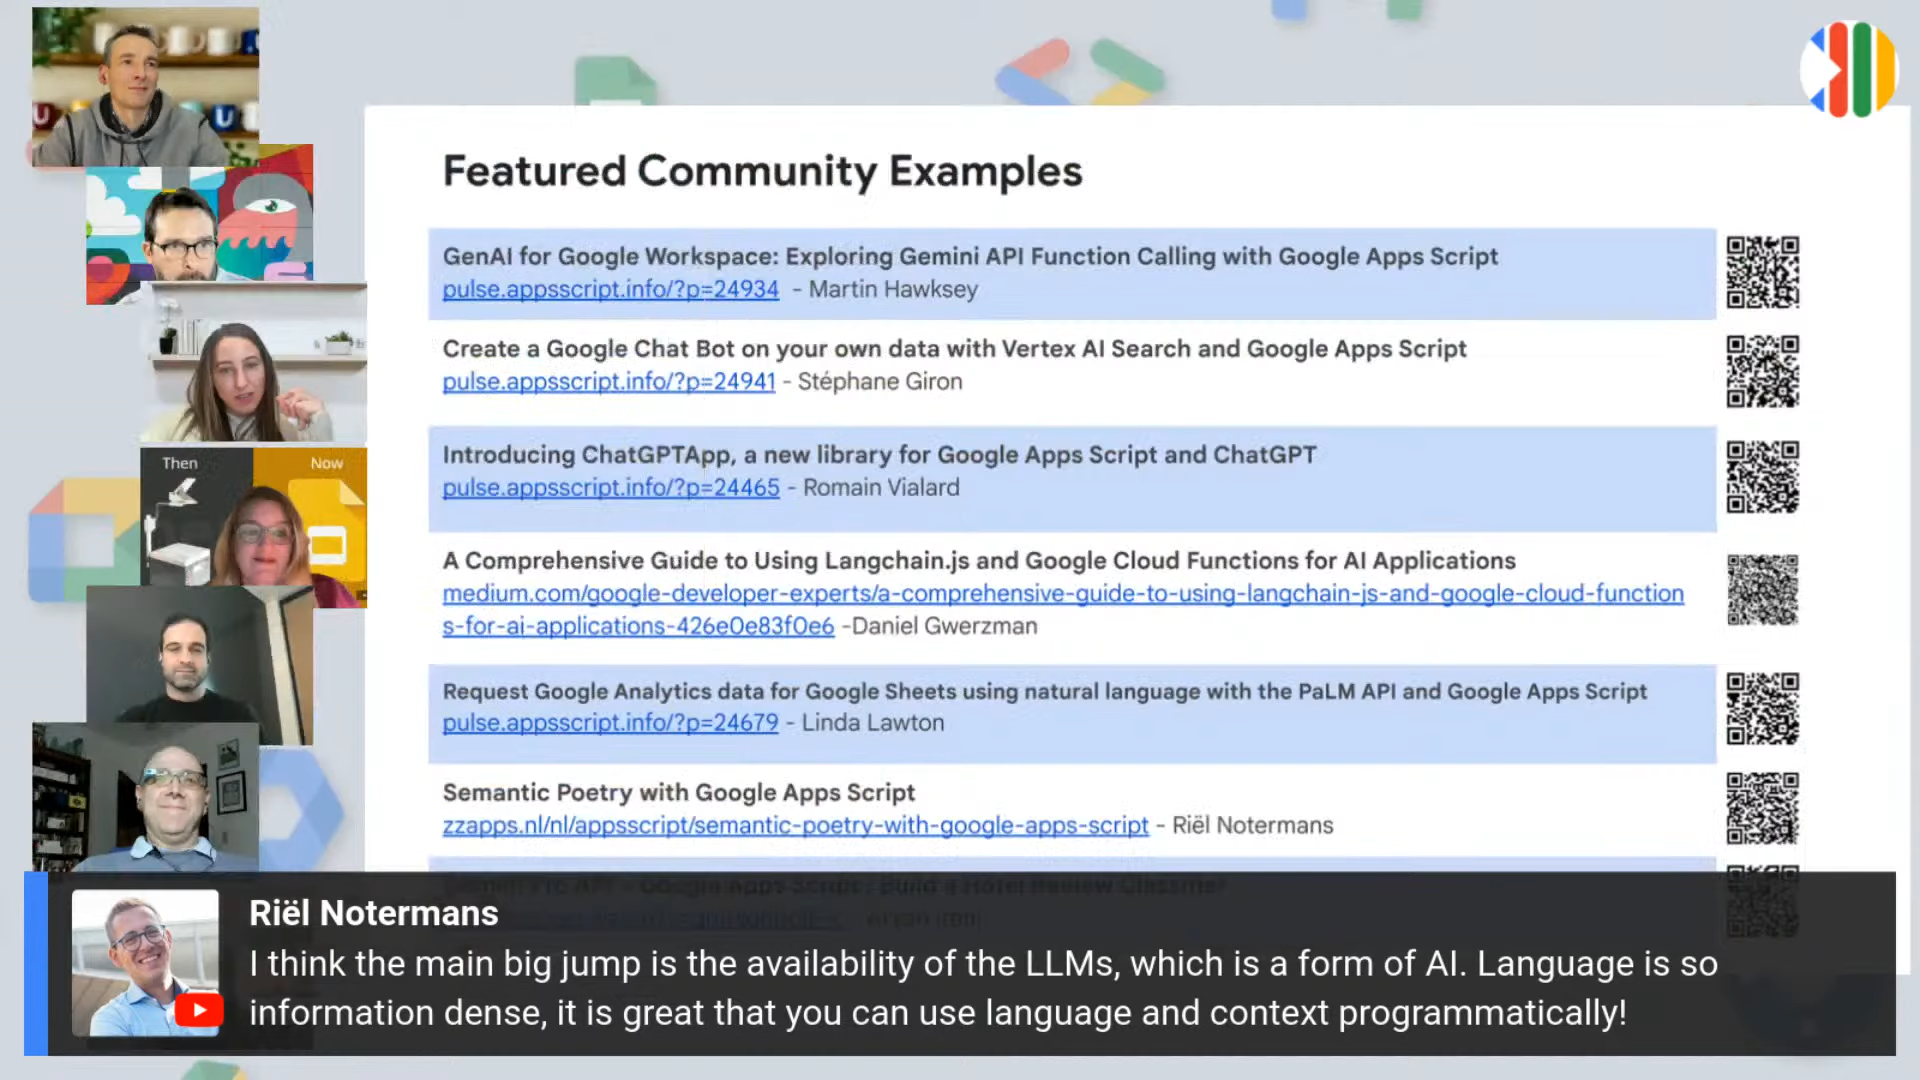 Featured Community Examples
GenAI for Google Workspace: Exploring Gemini API Function Calling with Google Apps Script
pulse.appsscript.info/?p=24934 - Martin Hawksey
Create a Google Chat Bot on your own data with Vertex AI Search and Google Apps Script
pulse.appsscript.info/?p=24941 - Stéphane Giron
Introducing ChatGPTApp, a new library for Google Apps Script and ChatGPT
pulse.appsscript.info/?p=24465 - Romain Vialard
A Comprehensive Guide to Using Langchain.js and Google Cloud Functions for AI Applications
medium.com/google-developer-experts/a-comprehensive-guide-to-using-langchain-js-and-google-cloud-function
s-for-ai-applications-426e0e83f0e6 -Daniel Gwerzman
Request Google Analytics data for Google Sheets using natural language with the PaLM API and Google Apps Script
pulse.appsscript.info/?p=24679 - Linda Lawton
Semantic Poetry with Google Apps Script
zzapps.nl/nl/appsscript/semantic-poetry-with-google-apps-script - Riël Notermans
Then
Now
U
U
Riël Notermans
I think the main big jump is the availability of the LLMs, which is a form of AI. Language is so
information dense, it is great that you can use language and context programmatically!